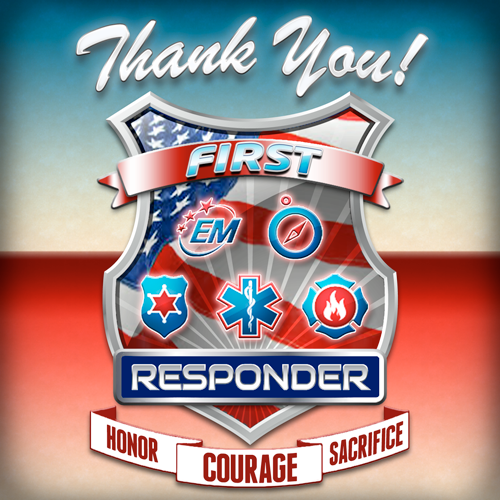 Thank You!
FIRST
EM
RESPONDER
HONOR
COURAGE
SACRIFICE